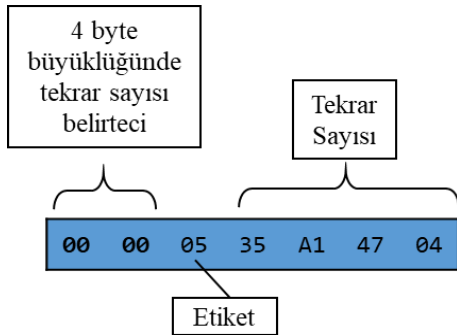 4 byte
büyüklüğünde
tekrar sayısı
belirteci
Tekrar
Sayısı
00 00 05 35 A1 47 04
Etiket